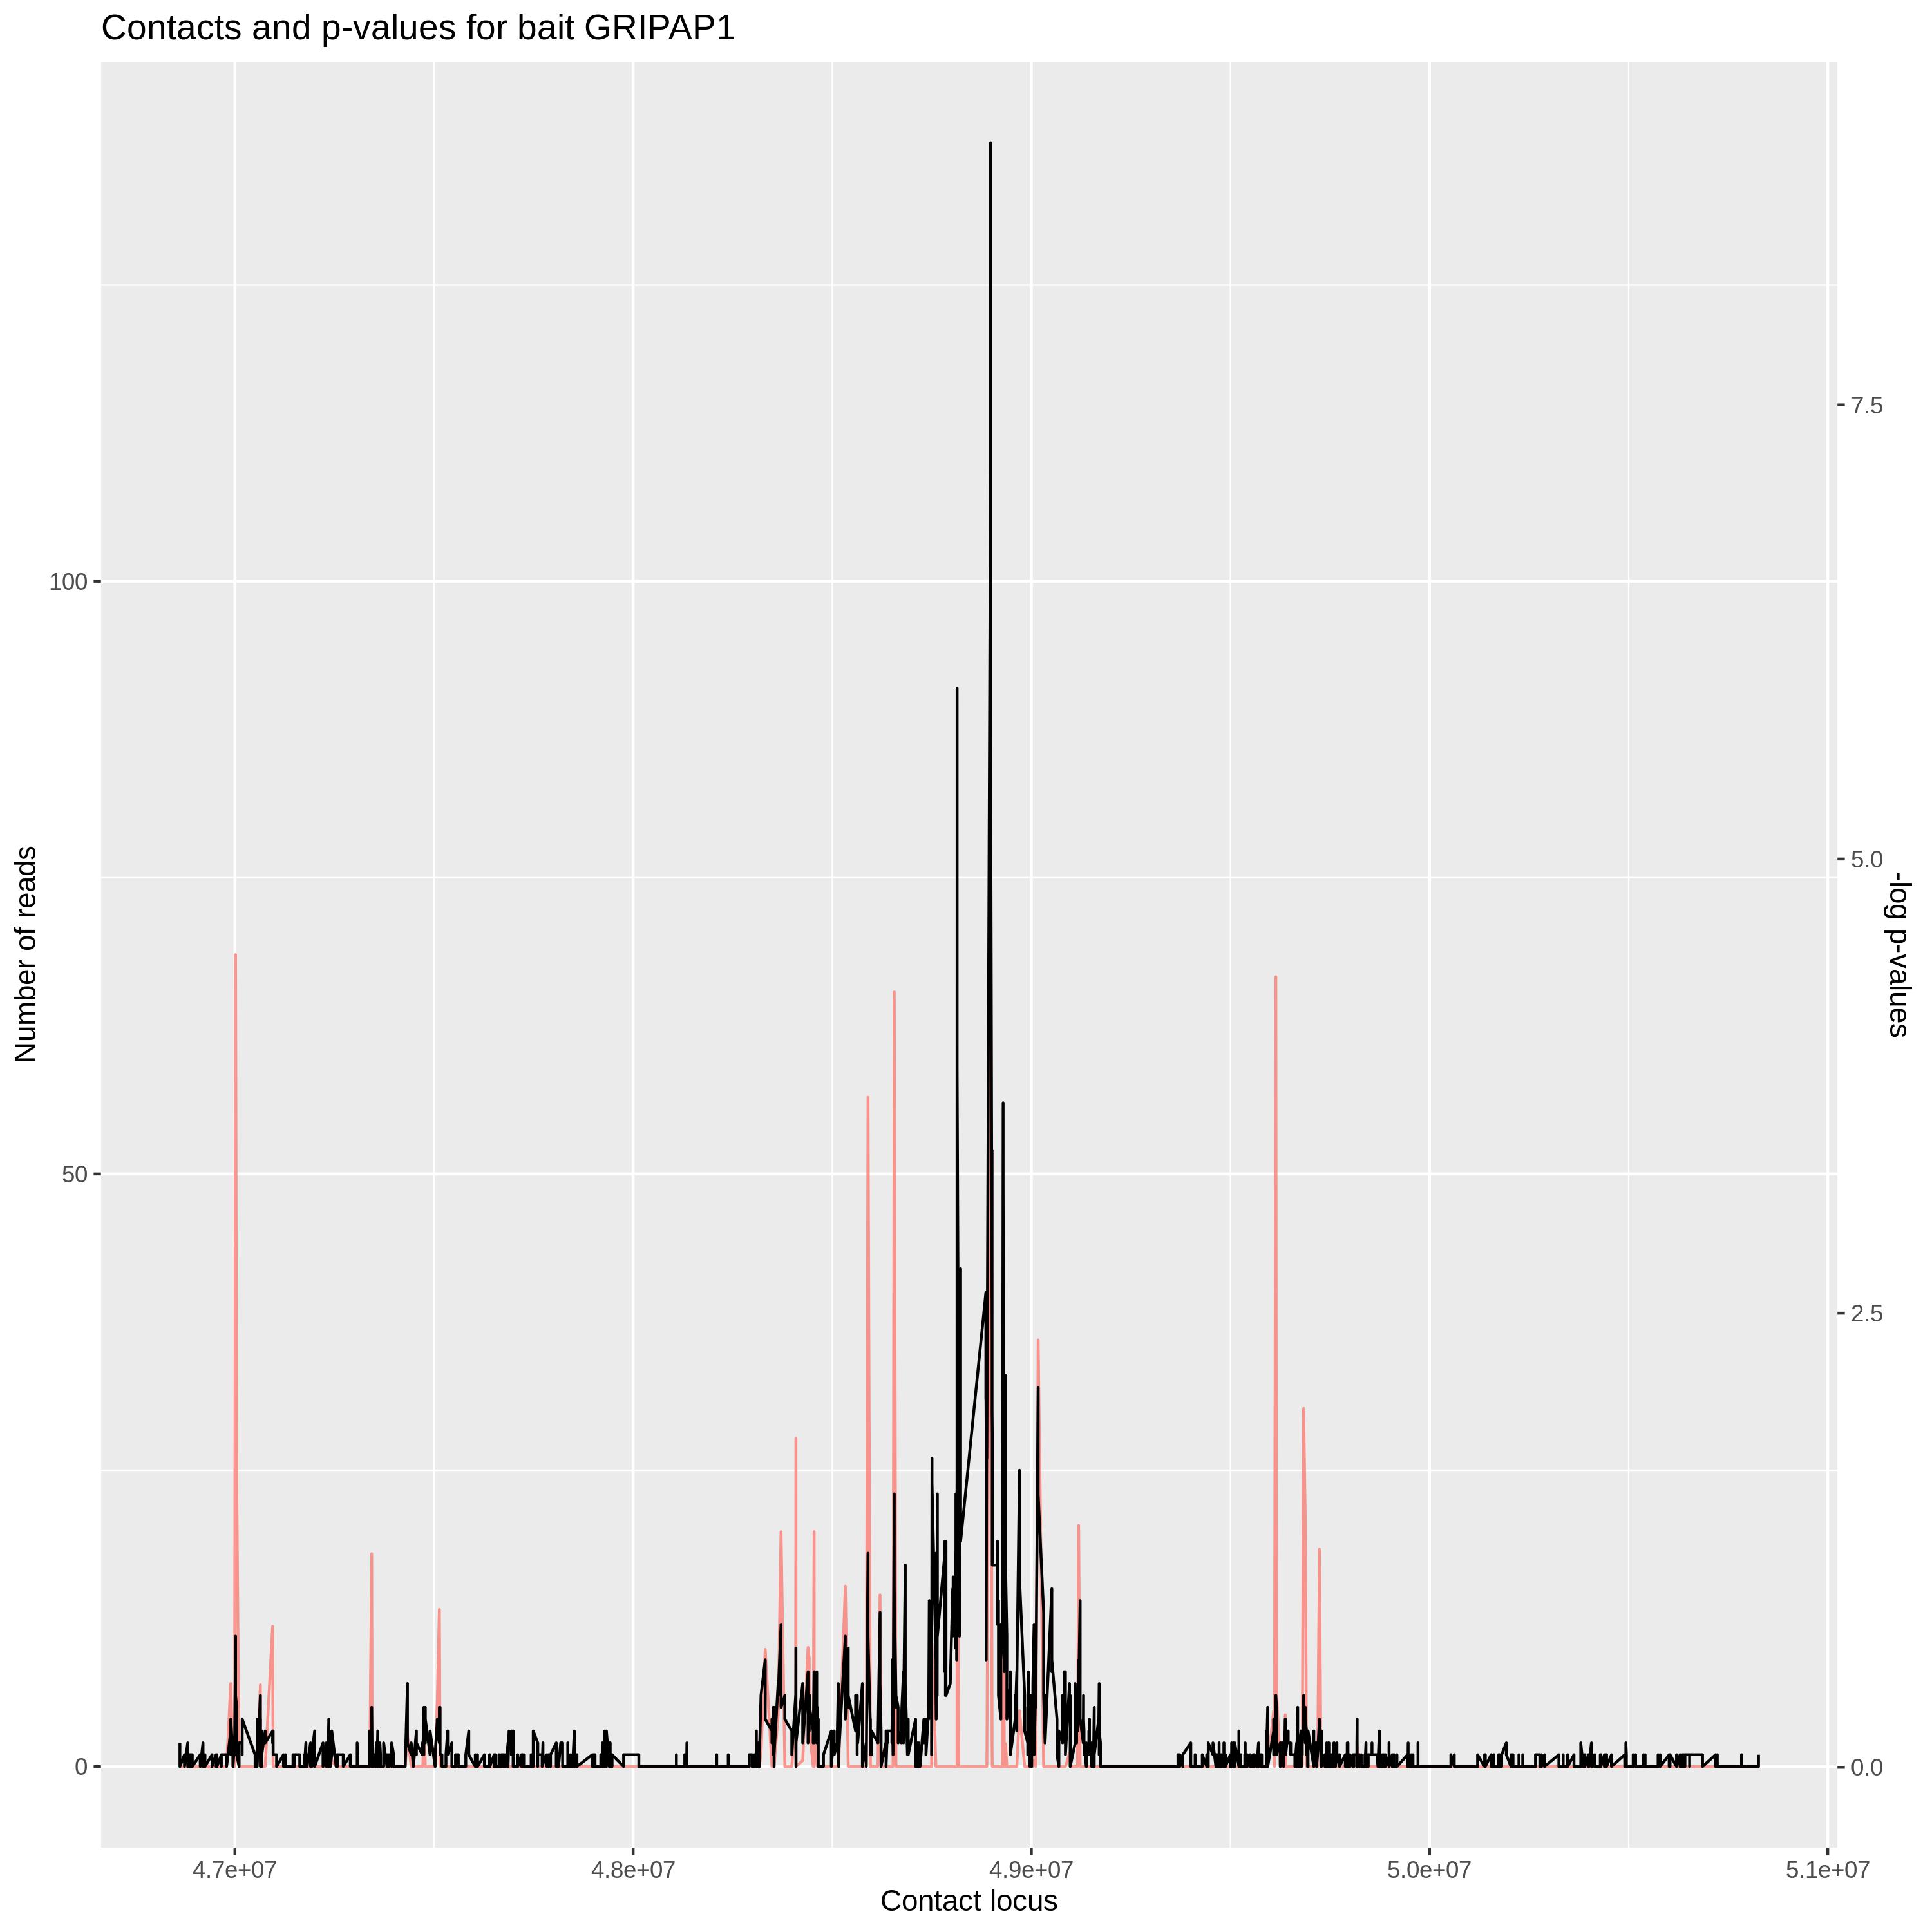 Contacts and p-values for bait GRIPAP1
Number of reads
100
50
0
7.5
5.0
2.5
0.0
-log p-values
4.7e+07
4.8e+07
4.9e+07
5.0e+07
5.1e+07
Contact locus